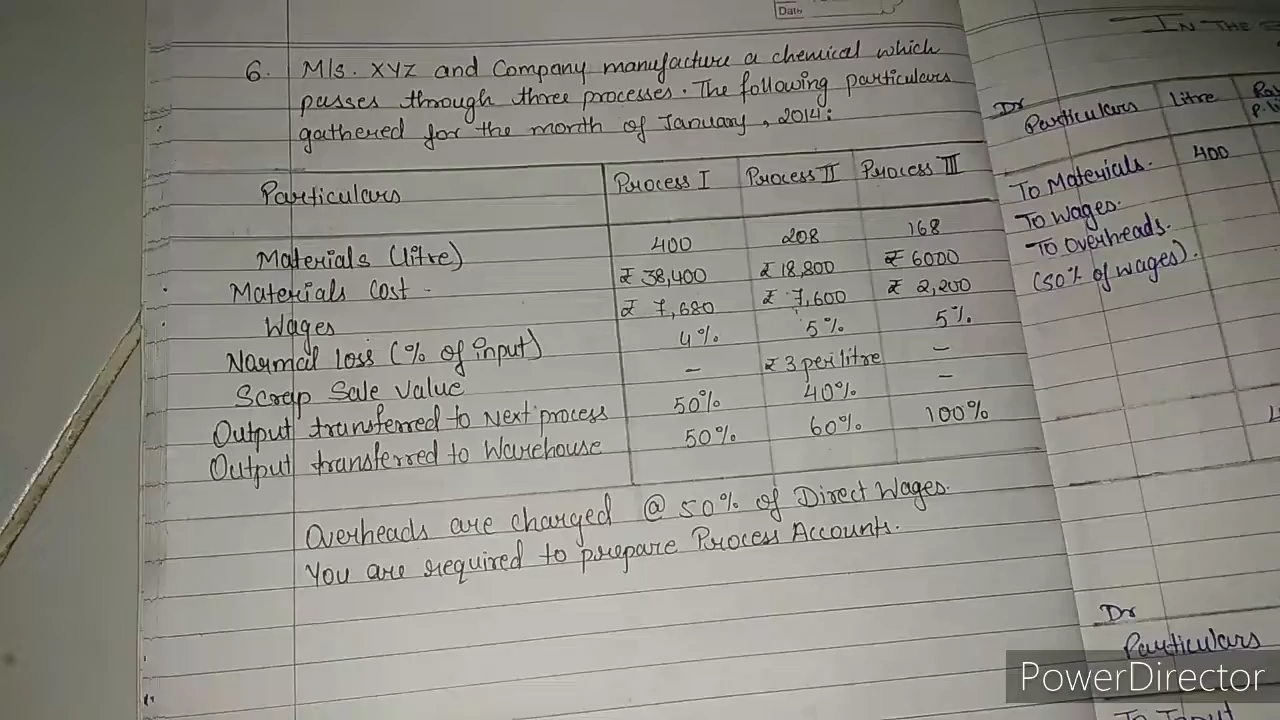 Date
6. M/s. XYZ and Company manufacture a chemical which
passes through three processes. The following particulars
gathered for the month of January, 2014:
Particulars Process I Process II Process III
Materials (litre) 400 208 168
Materials Cost - ₹ 38,400 ₹ 18,800 ₹ 6000
Wages ₹ 7,680 ₹ 7,600 ₹ 2,200
Normal loss (% of input) 4% 5% 5%
Scrap Sale value - ₹ 3 per litre -
Output transferred to Next process 50% 40% -
Output transferred to Warehouse 50% 60% 100%
Overheads are charged @ 50% of Direct Wages.
You are required to prepare Process Accounts.
IN THE
Dr
Particulars Litre
To Materials. 400
To Wages.
To Overheads.
(50% of wages).
Dr
Particulars
To Input
PowerDirector